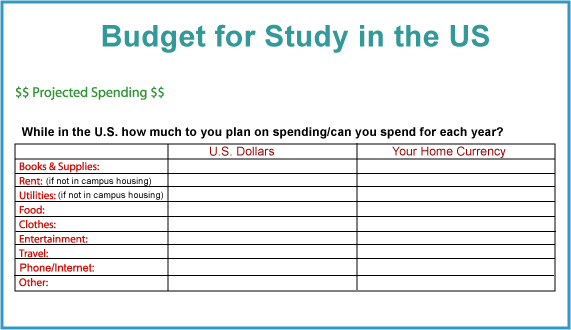 Budget for Study in the US
$$ Projected Spending $$
While in the U.S. how much to you plan on spending/can you spend for each year?
U.S. Dollars Your Home Currency
Books & Supplies:
Rent: (if not in campus housing)
Utilities: (if not in campus housing)
Food:
Clothes:
Entertainment:
Travel:
Phone/Internet:
Other: